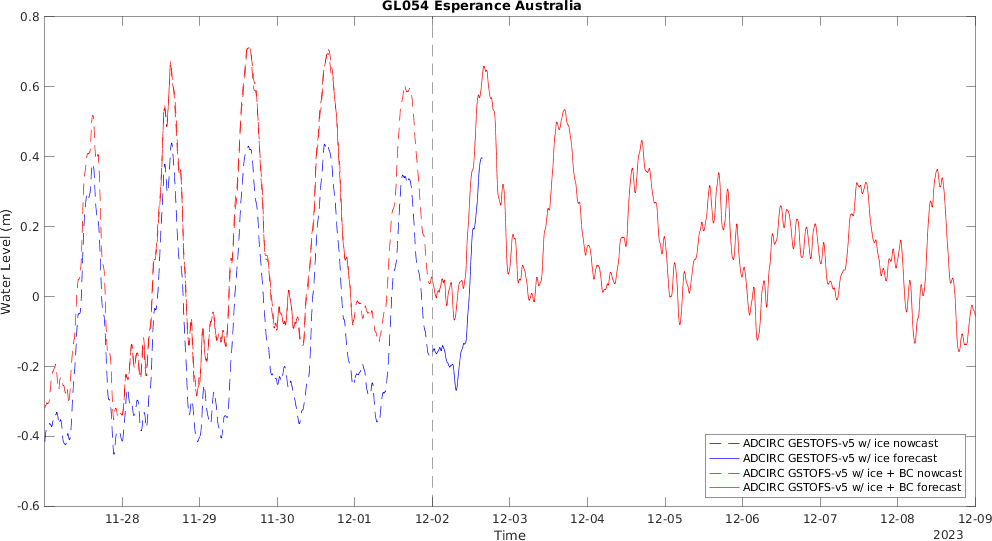 GL054 Esperance Australia
Water Level (m)
0.8
0.6
0.4
0.2
0
-0.2
-0.4
-0.6
ADCIRC GESTOFS-v5 w/ ice nowcast
ADCIRC GESTOFS-v5 w/ ice forecast
ADCIRC GSTOFS-v5 w/ ice + BC nowcast
ADCIRC GSTOFS-v5 w/ ice + BC forecast
11-28 11-29 11-30 12-01 12-02 12-03 12-04 12-05 12-06 12-07 12-08 12-09
Time
2023